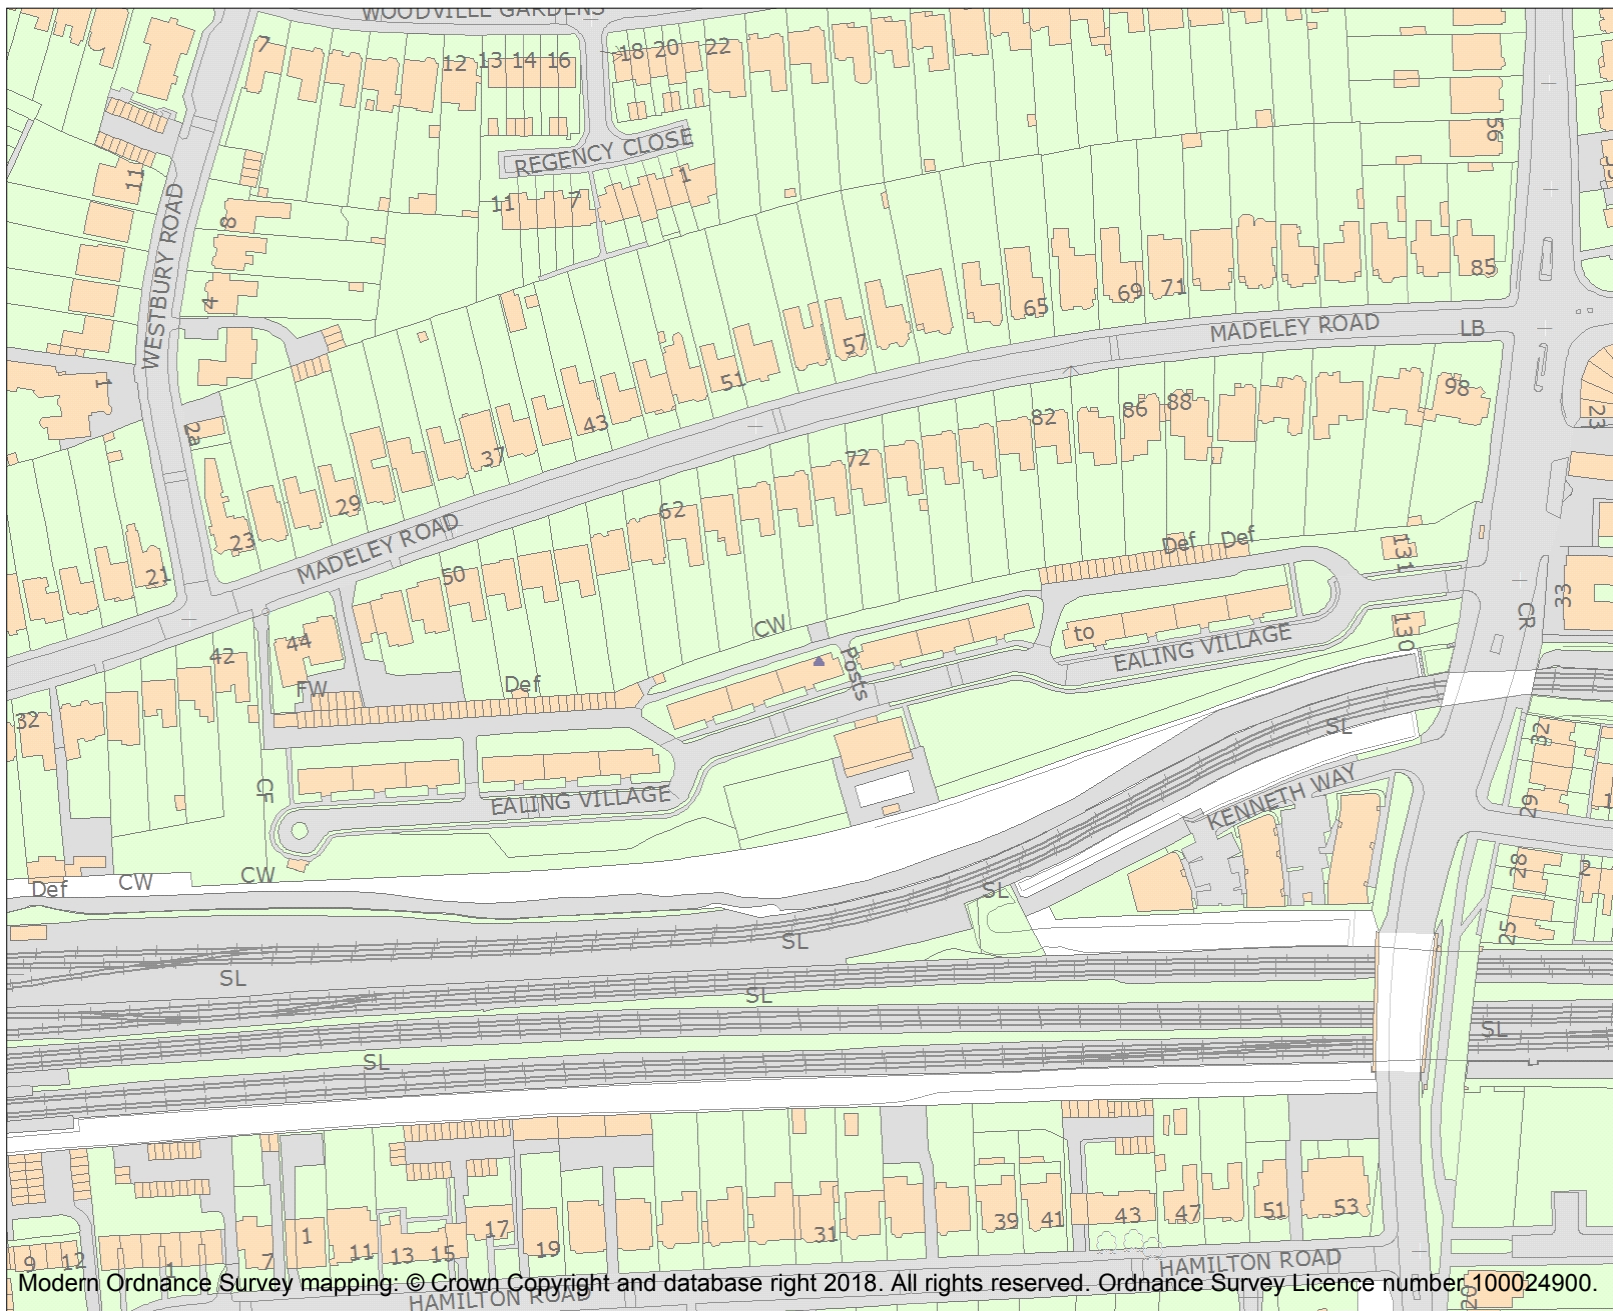 WOODVILLE GARDENS
7
12 13 14 16
18 20 22
56
REGENCY CLOSE
11
WESTBURY ROAD
11 7 1
8
4
85
65 69 71
MADELEY ROAD
LB
57
51
1
2a
43
82 86 88 98
23
37
72
29
62
23
MADELEY ROAD
Def Def
131
21
50
33
CR
CW
to
EALING VILLAGE
130
44
42
Posts
FW
Def
32
SL
32
CF
EALING VILLAGE
KENNETH WAY
29
1
28
2
Def CW CW
SL
25
SL
SL
SL
SL
SL
39 41 43 47 51 53
31
17
1
11 13 15 19
7
9 12 1
HAMILTON ROAD
HAMILTON ROAD
20
Modern Ordnance Survey mapping: © Crown Copyright and database right 2018. All rights reserved. Ordnance Survey Licence number 100024900.